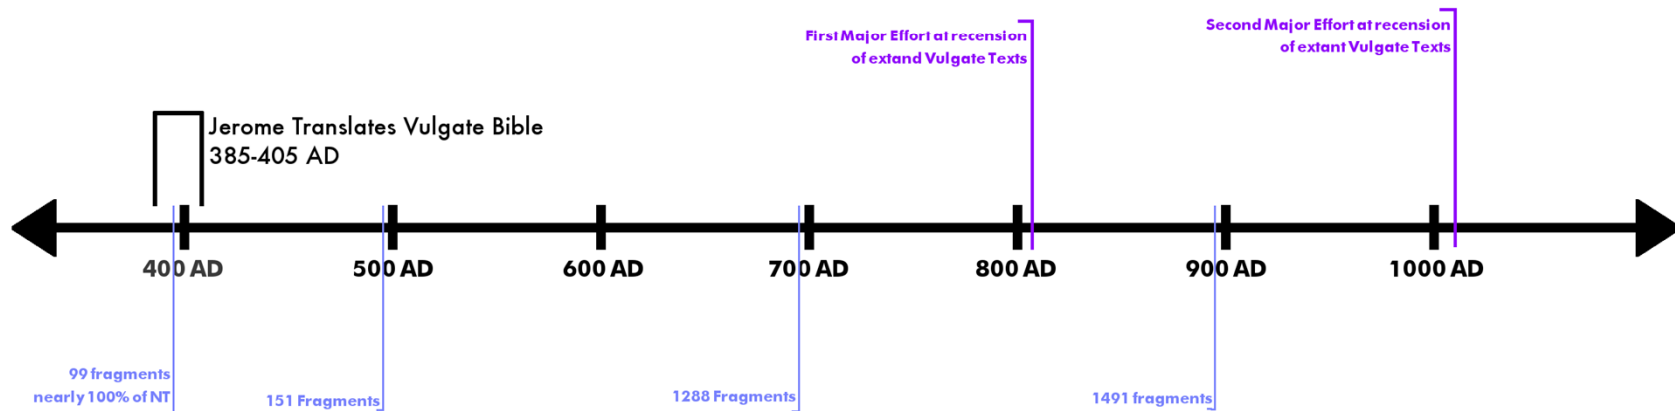 First Major Effort at recension
of extand Vulgate Texts
Second Major Effort at recension
of extant Vulgate Texts
Jerome Translates Vulgate Bible
385-405 AD
400 AD
500 AD
600 AD
700 AD
800 AD
900 AD
1000 AD
99 fragments
nearly 100% of NT
151 Fragments
1288 Fragments
1491 fragments